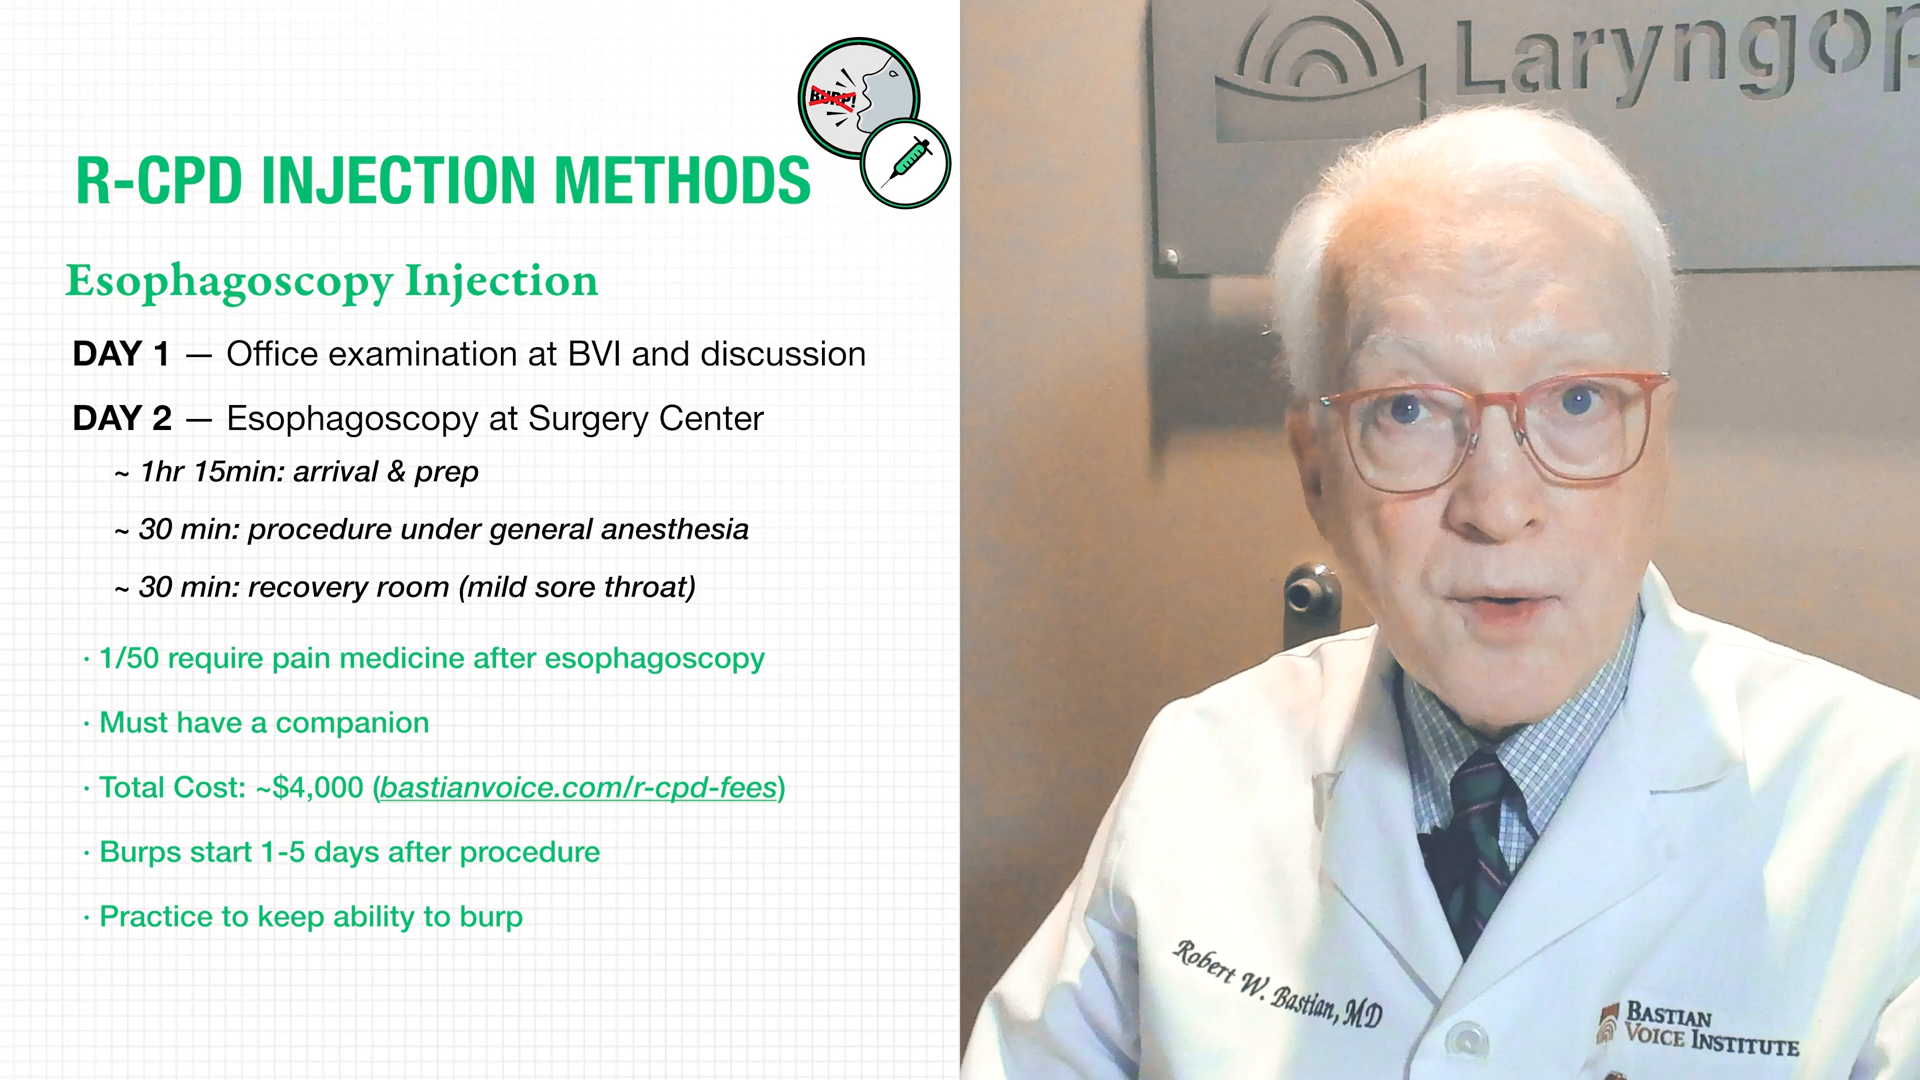 BURP!
R-CPD INJECTION METHODS
Esophagoscopy Injection
DAY 1 — Office examination at BVI and discussion
DAY 2 — Esophagoscopy at Surgery Center
~ 1hr 15min: arrival & prep
~ 30 min: procedure under general anesthesia
~ 30 min: recovery room (mild sore throat)
· 1/50 require pain medicine after esophagoscopy
· Must have a companion
· Total Cost: ~$4,000 (bastianvoice.com/r-cpd-fees)
· Burps start 1-5 days after procedure
· Practice to keep ability to burp
Laryngop
Robert W. Bastian, MD
BASTIAN
VOICE INSTITUTE